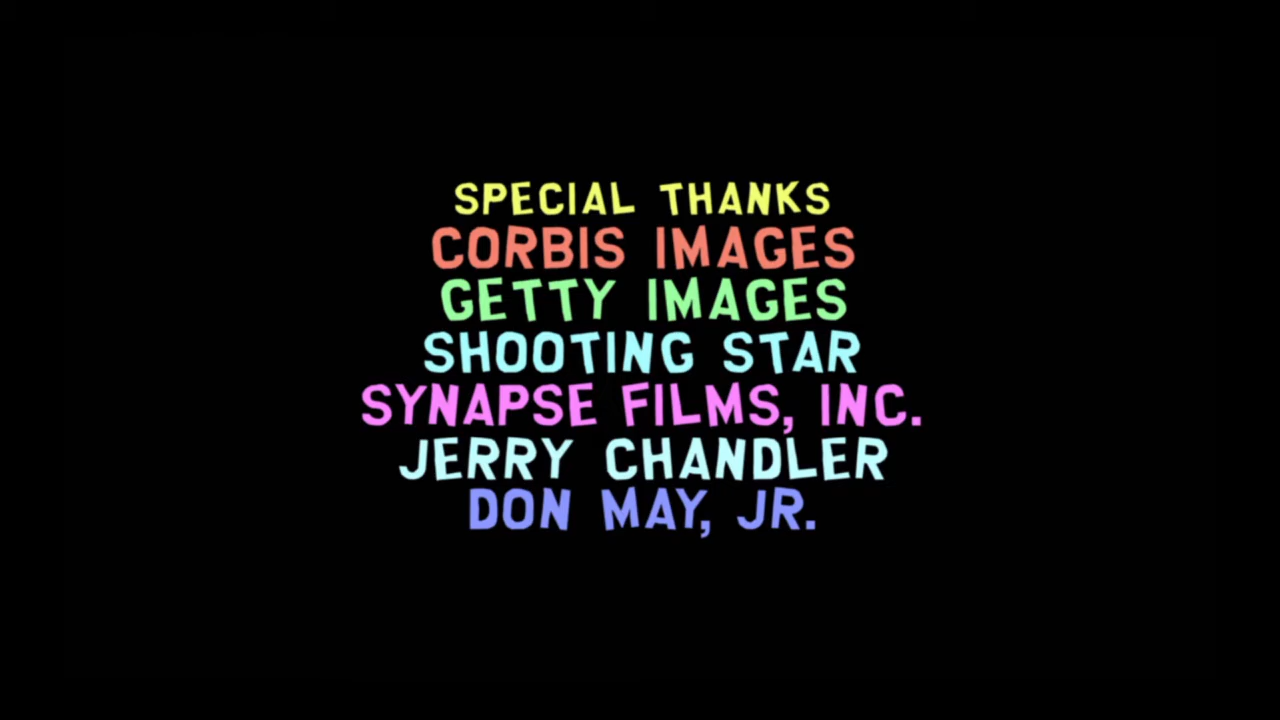 SPECIAL THANKS
CORBIS IMAGES
GETTY IMAGES
SHOOTING STAR
SYNAPSE FILMS, INC.
JERRY CHANDLER
DON MAY, JR.